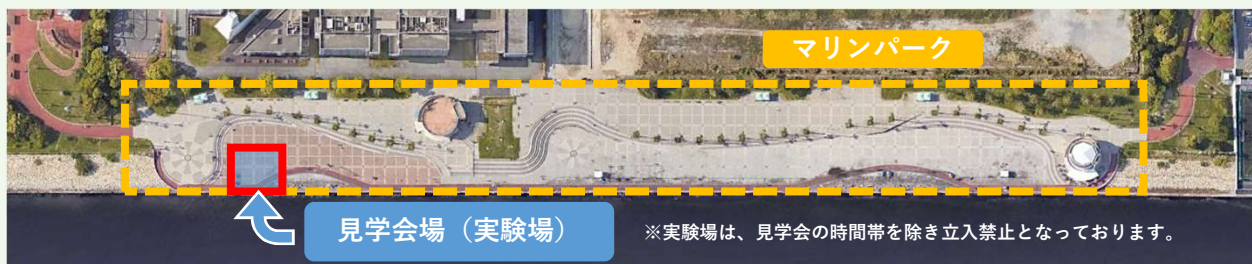 マリンパーク
見学会場（実験場）
※実験場は、見学会の時間帯を除き立入禁止となっております。